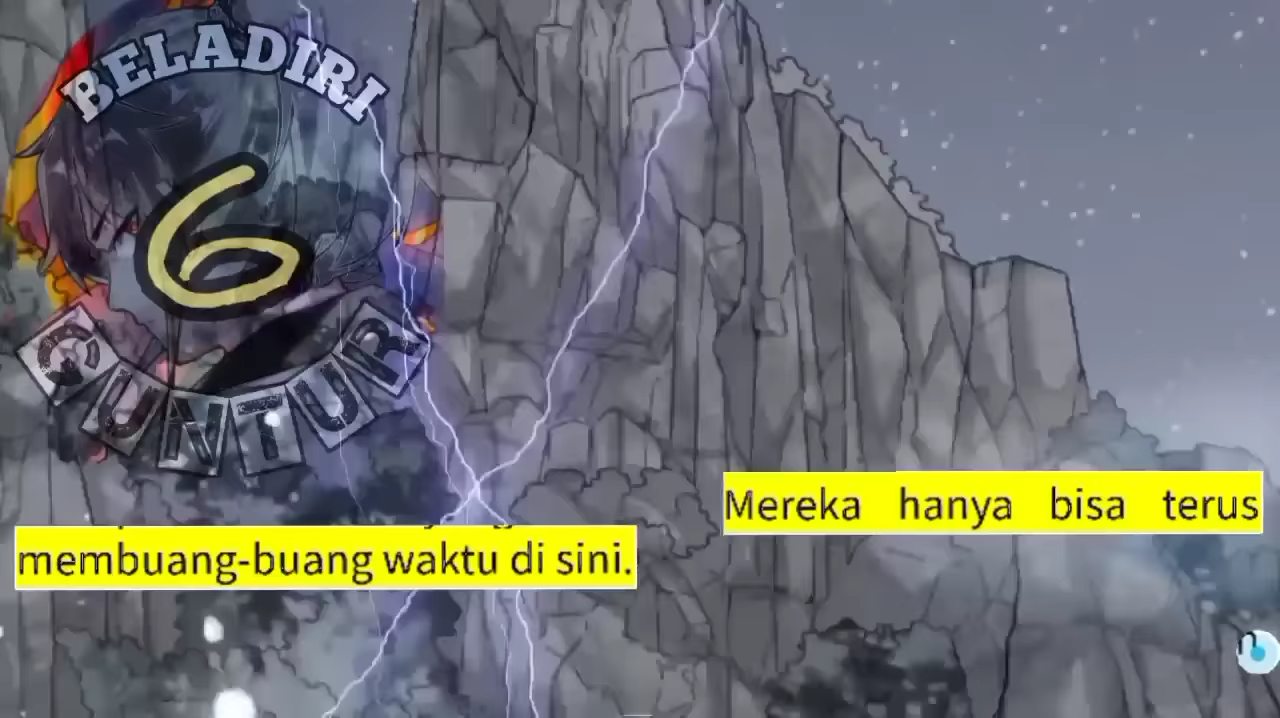 BELADIRI
6
GUNTUR
Mereka hanya bisa terus
membuang-buang waktu di sini.